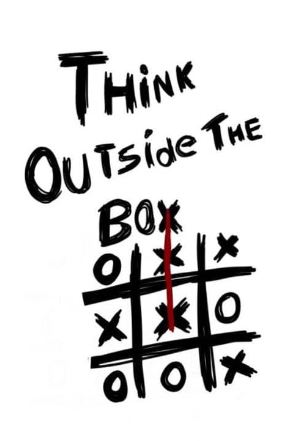 THiNK
OUTSide THE
BOX
O X X
X X O
O O X